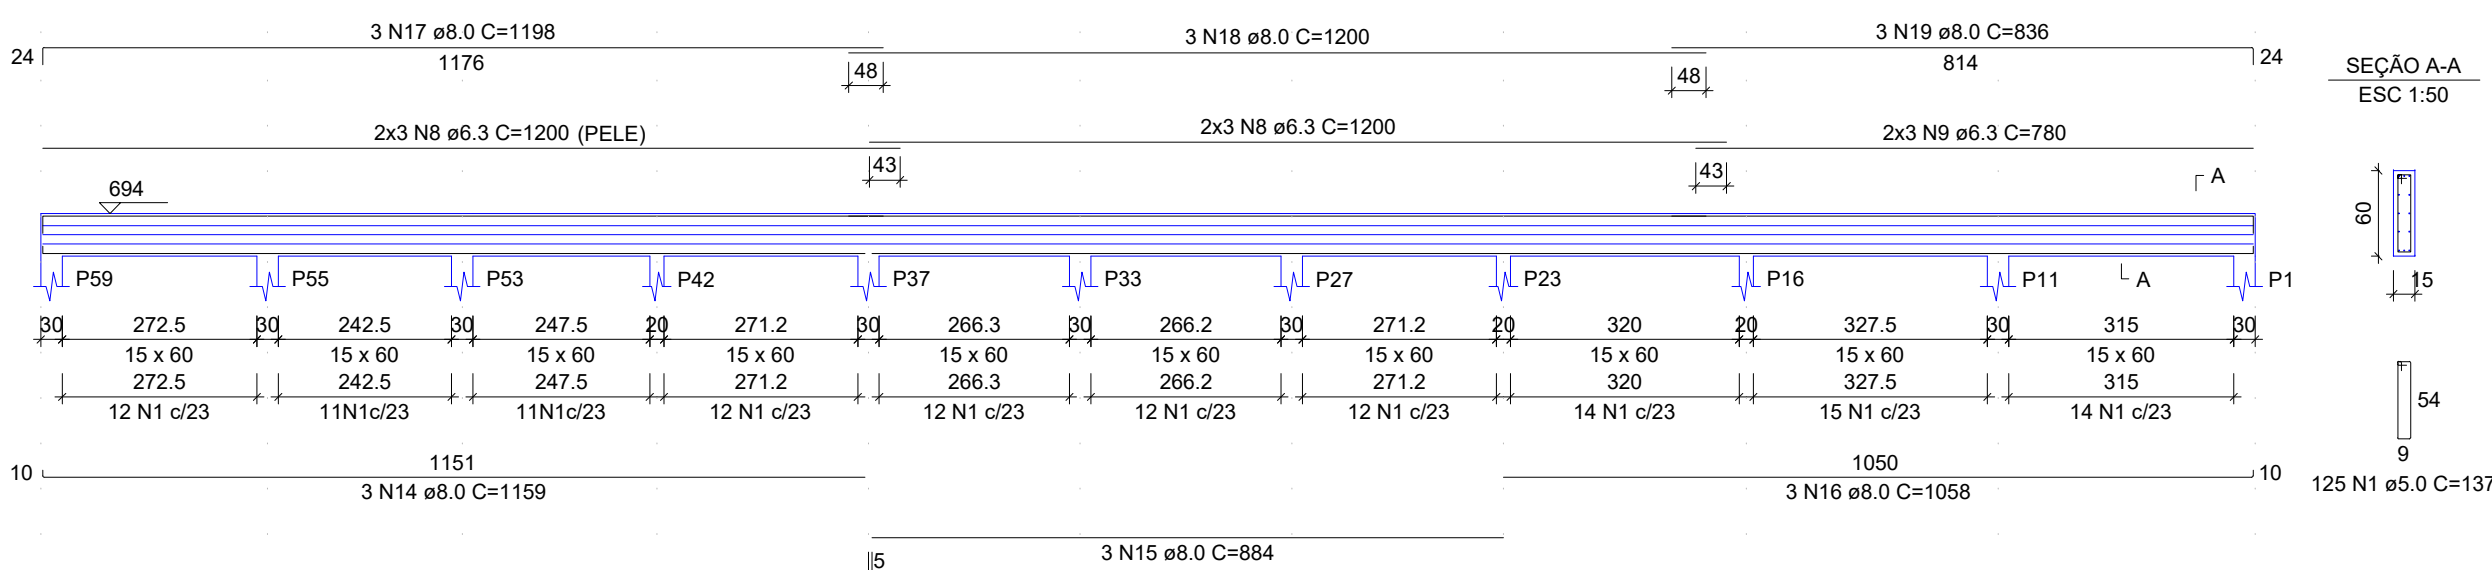 3 N17 ø8.0 C=1198
3 N18 ø8.0 C=1200
3 N19 ø8.0 C=836
24
1176
48
48
814
24
SEÇÃO A-A
ESC 1:50
2x3 N8 ø6.3 C=1200 (PELE)
2x3 N8 ø6.3 C=1200
2x3 N9 ø6.3 C=780
43
43
A
694
60
P59
P55
P53
P42
P37
P33
P27
P23
P16
P11
A
P1
15
30 272.5 30 242.5 30 247.5 20 271.2 30 266.3 30 266.2 30 271.2 20 320 20 327.5 30 315 30
15 x 60 15 x 60 15 x 60 15 x 60 15 x 60 15 x 60 15 x 60 15 x 60 15 x 60 15 x 60
272.5 242.5 247.5 271.2 266.3 266.2 271.2 320 327.5 315
12 N1 c/23 11N1c/23 11N1c/23 12 N1 c/23 12 N1 c/23 12 N1 c/23 12 N1 c/23 14 N1 c/23 15 N1 c/23 14 N1 c/23
54
9
125 N1 ø5.0 C=137
10
1151
3 N14 ø8.0 C=1159
1050
3 N16 ø8.0 C=1058
10
3 N15 ø8.0 C=884
5